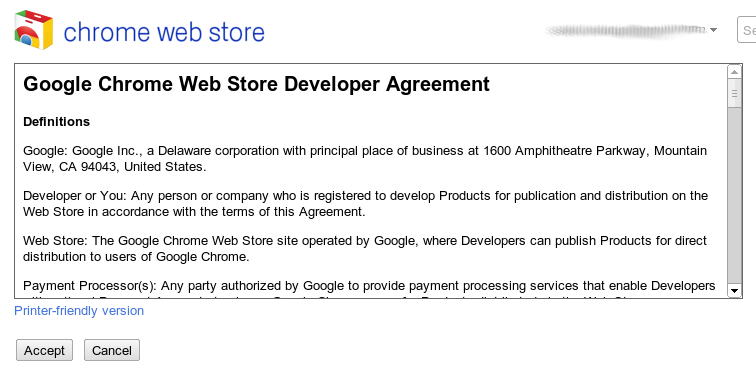 chrome web store
Se
Google Chrome Web Store Developer Agreement
Definitions
Google: Google Inc., a Delaware corporation with principal place of business at 1600 Amphitheatre Parkway, Mountain
View, CA 94043, United States.
Developer or You: Any person or company who is registered to develop Products for publication and distribution on the
Web Store in accordance with the terms of this Agreement.
Web Store: The Google Chrome Web Store site operated by Google, where Developers can publish Products for direct
distribution to users of Google Chrome.
Payment Processor(s): Any party authorized by Google to provide payment processing services that enable Developers
Printer-friendly version
Accept Cancel